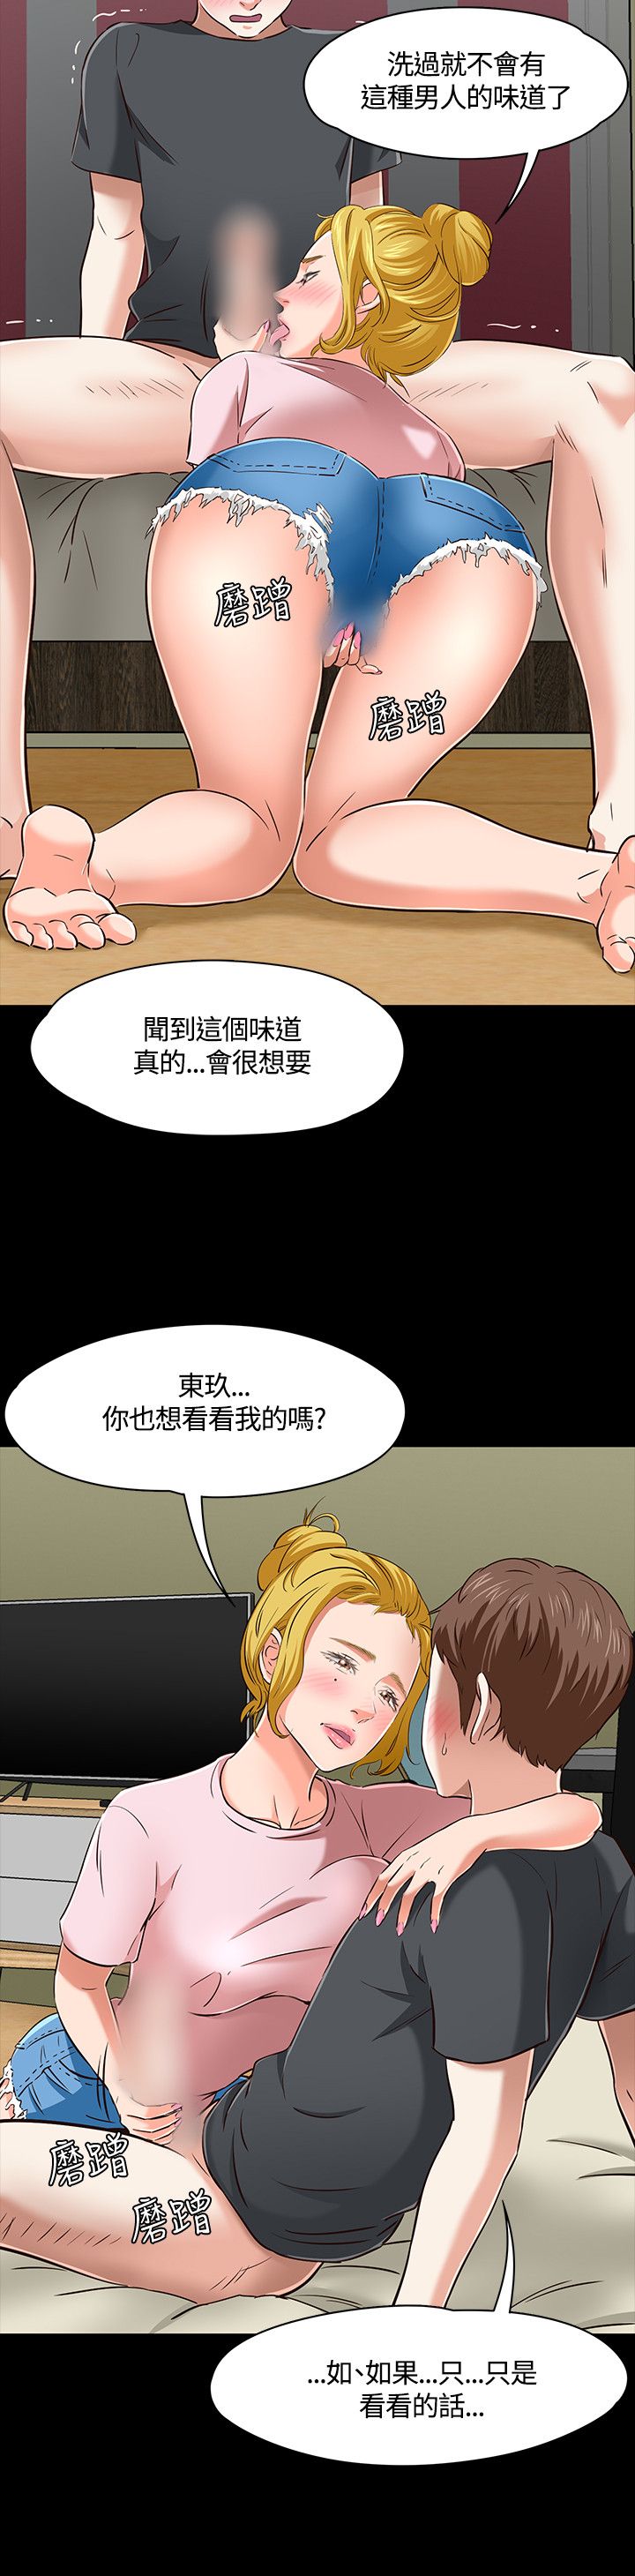 洗過就不會有
這種男人的味道了
磨蹭
磨蹭
聞到這個味道
真的...會很想要
東玖...
你也想看看我的嗎?
磨蹭
磨蹭
...如、如果...只...只是
看看的話...